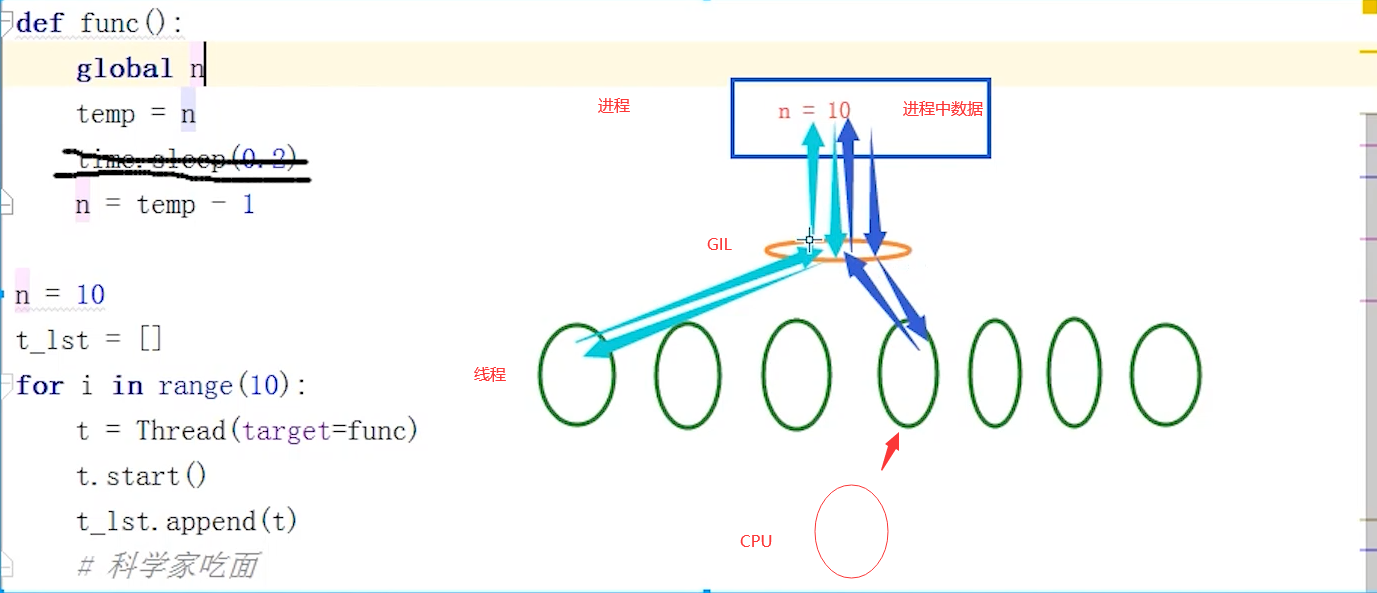 def func():
global n
temp = n
time.sleep(0.2)
n = temp - 1
n = 10
t_lst = []
for i in range(10):
t = Thread(target=func)
t.start()
t_lst.append(t)
# 科学家吃面
进程
n = 10
进程中数据
GIL
线程
CPU